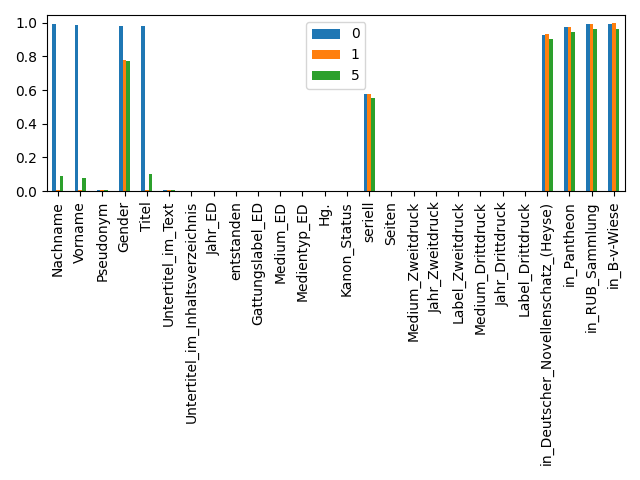 1.0
0.8
0.6
0.4
0.2
0.0
0
1
5
Nachname
Vorname
Pseudonym
Gender
Titel
Untertitel_im_Text
Untertitel_im_Inhaltsverzeichnis
Jahr_ED
entstanden
Gattungslabel_ED
Medium_ED
Medientyp_ED
Hg.
Kanon_Status
seriell
Seiten
Medium_Zweitdruck
Jahr_Zweitdruck
Label_Zweitdruck
Medium_Drittdruck
Jahr_Drittdruck
Label_Drittdruck
in_Deutscher_Novellenschatz_(Heyse)
in_Pantheon
in_RUB_Sammlung
in_B-v-Wiese